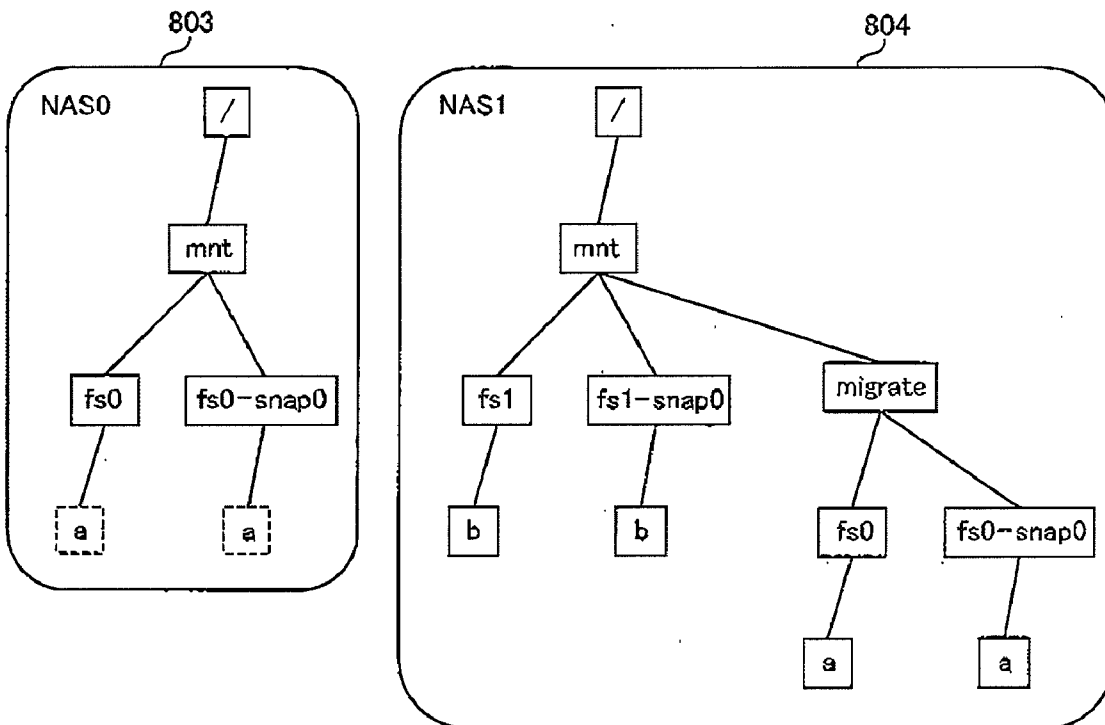 803
804
NAS0
/
mnt
fs0
fs0-snap0
a
a
NAS1
/
mnt
fs1
fs1-snap0
migrate
b
b
fs0
fs0-snap0
a
a